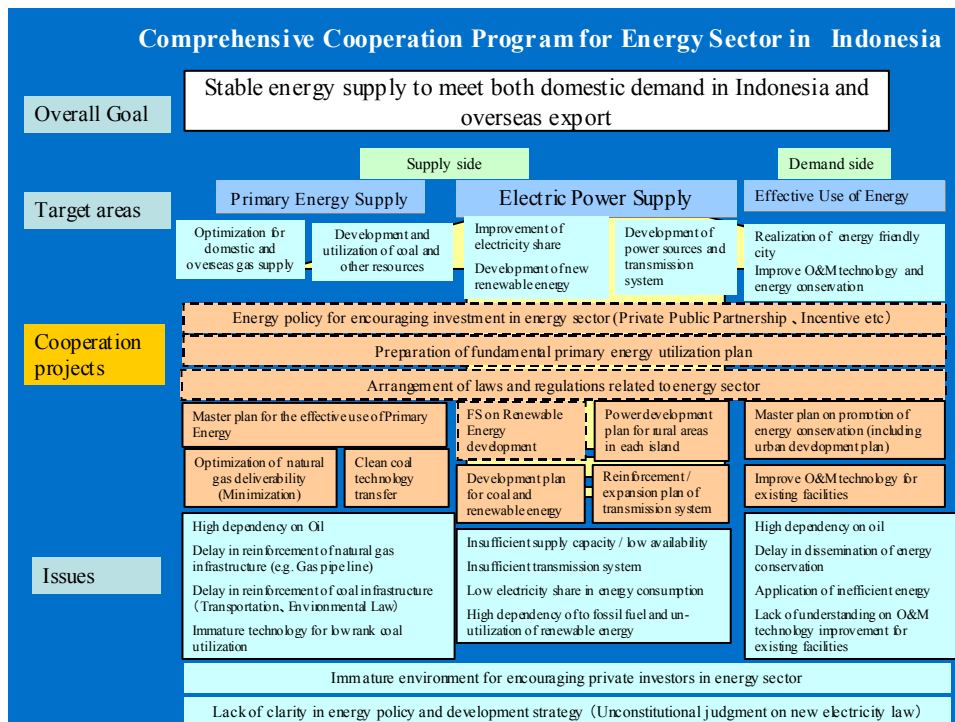 Comprehensive Cooperation Program for Energy Sector in Indonesia
Overall Goal
Stable energy supply to meet both domestic demand in Indonesia and
overseas export
Supply side
Demand side
Target areas
Primary Energy Supply
Electric Power Supply
Effective Use of Energy
Optimization for
domestic and
overseas gas supply
Development and
utilization of coal and
other resources
Improvement of
electricity share
Development of new
renewable energy
Development of
power sources and
transmission
system
Realization of energy friendly
city
Improve O&M technology and
energy conservation
Cooperation
projects
Energy policy for encouraging investment in energy sector (Private Public Partnership 、Incentive etc)
Preparation of fundamental primary energy utilization plan
Arrangement of laws and regulations related to energy sector
Master plan for the effective use of Primary
Energy
Optimization of natural
gas deliverability
(Minimization)
Clean coal
technology
transfer
FS on Renewable
Energy
development
Power development
plan for rural areas
in each island
Development plan
for coal and
renewable energy
Reinforcement /
expansion plan of
transmission system
Master plan on promotion of
energy conservation (including
urban development plan)
Improve O&M technology for
existing facilities
Issues
High dependency on Oil
Delay in reinforcement of natural gas
infrastructure (e.g. Gas pipe line)
Delay in reinforcement of coal infrastructure
(Transportation、Environmental Law)
Immature technology for low rank coal
utilization
Insufficient supply capacity / low availability
Insufficient transmission system
Low electricity share in energy consumption
High dependency of to fossil fuel and un-
utilization of renewable energy
High dependency on oil
Delay in dissemination of energy
conservation
Application of inefficient energy
Lack of understanding on O&M
technology improvement for
existing facilities
Immature environment for encouraging private investors in energy sector
Lack of clarity in energy policy and development strategy (Unconstitutional judgment on new electricity law)